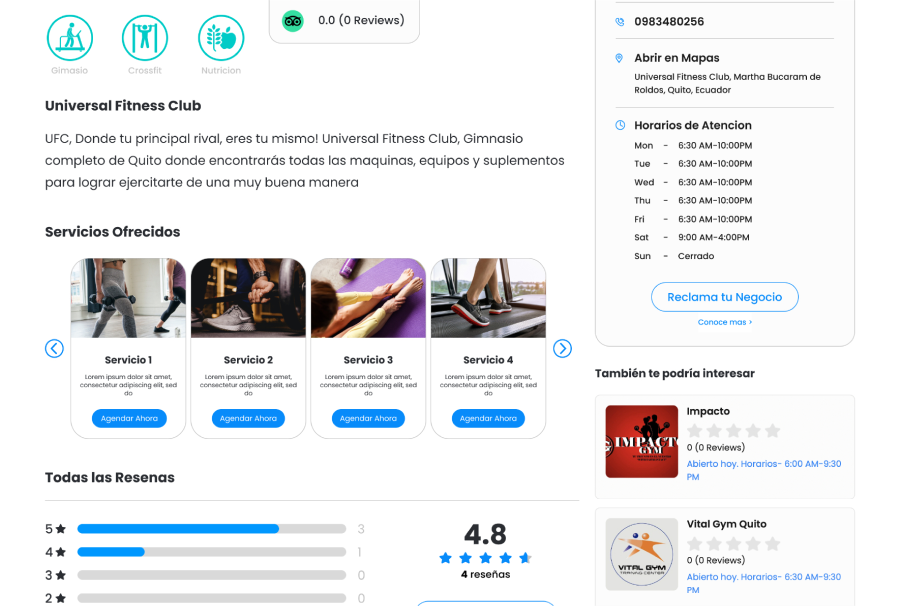 0.0 (0 Reviews)
Gimasio
Crossfit
Nutricion
Universal Fitness Club
UFC, Donde tu principal rival, eres tu mismo! Universal Fitness Club, Gimnasio
completo de Quito donde encontrarás todas las maquinas, equipos y suplementos
para lograr ejercitarte de una muy buena manera
Servicios Ofrecidos
Servicio 1
Lorem ipsum dolor sit amet,
consectetur adipiscing elit, sed
do
Agendar Ahora
Servicio 2
Lorem ipsum dolor sit amet,
consectetur adipiscing elit, sed
do
Agendar Ahora
Servicio 3
Lorem ipsum dolor sit amet,
consectetur adipiscing elit, sed
do
Agendar Ahora
Servicio 4
Lorem ipsum dolor sit amet,
consectetur adipiscing elit, sed
do
Agendar Ahora
Todas las Resenas
5 3
4 1
3 0
2 0
4.8
4 reseñas
0983480256
Abrir en Mapas
Universal Fitness Club, Martha Bucaram de
Roldos, Quito, Ecuador
Horarios de Atencion
Mon - 6:30 AM-10:00PM
Tue - 6:30 AM-10:00PM
Wed - 6:30 AM-10:00PM
Thu - 6:30 AM-10:00PM
Fri - 6:30 AM-10:00PM
Sat - 9:00 AM-4:00PM
Sun - Cerrado
Reclama tu Negocio
Conoce mas >
También te podría interesar
IMPACTO
GYM
Impacto
0 (0 Reviews)
Abierto hoy. Horarios- 6:00 AM-9:30
PM
VITAL GYM
TRAINING CENTER
Vital Gym Quito
0 (0 Reviews)
Abierto hoy. Horarios- 6:30 AM-9:30
PM